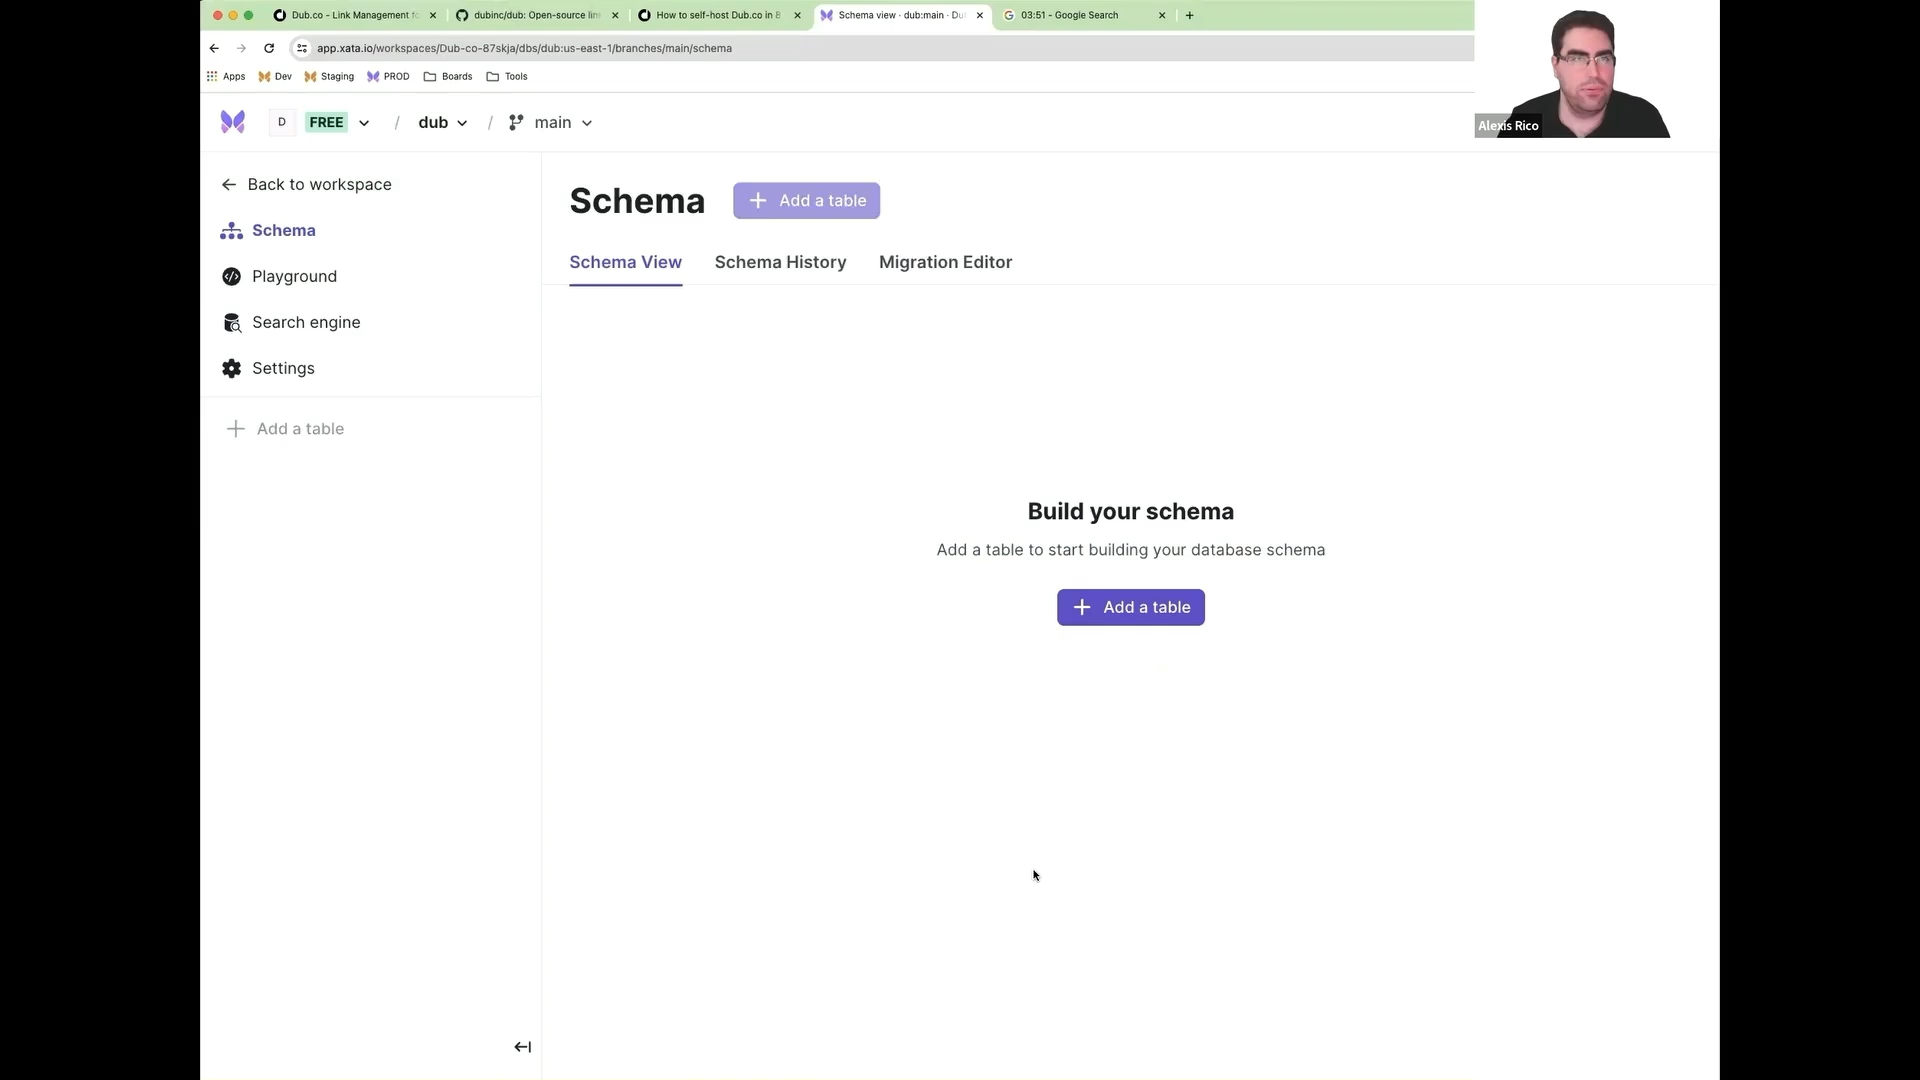 Dub.co - Link Management fo
dubinc/dub: Open-source lin
How to self-host Dub.co in 8
Schema view · dub:main · Du
03:51 - Google Search
app.xata.io/workspaces/Dub-co-87skja/dbs/dub:us-east-1/branches/main/schema
Apps Dev Staging PROD Boards Tools
Alexis Rico
D FREE / dub / main
Back to workspace
Schema
Playground
Search engine
Settings
Add a table
Schema
Add a table
Schema View Schema History Migration Editor
Build your schema
Add a table to start building your database schema
Add a table